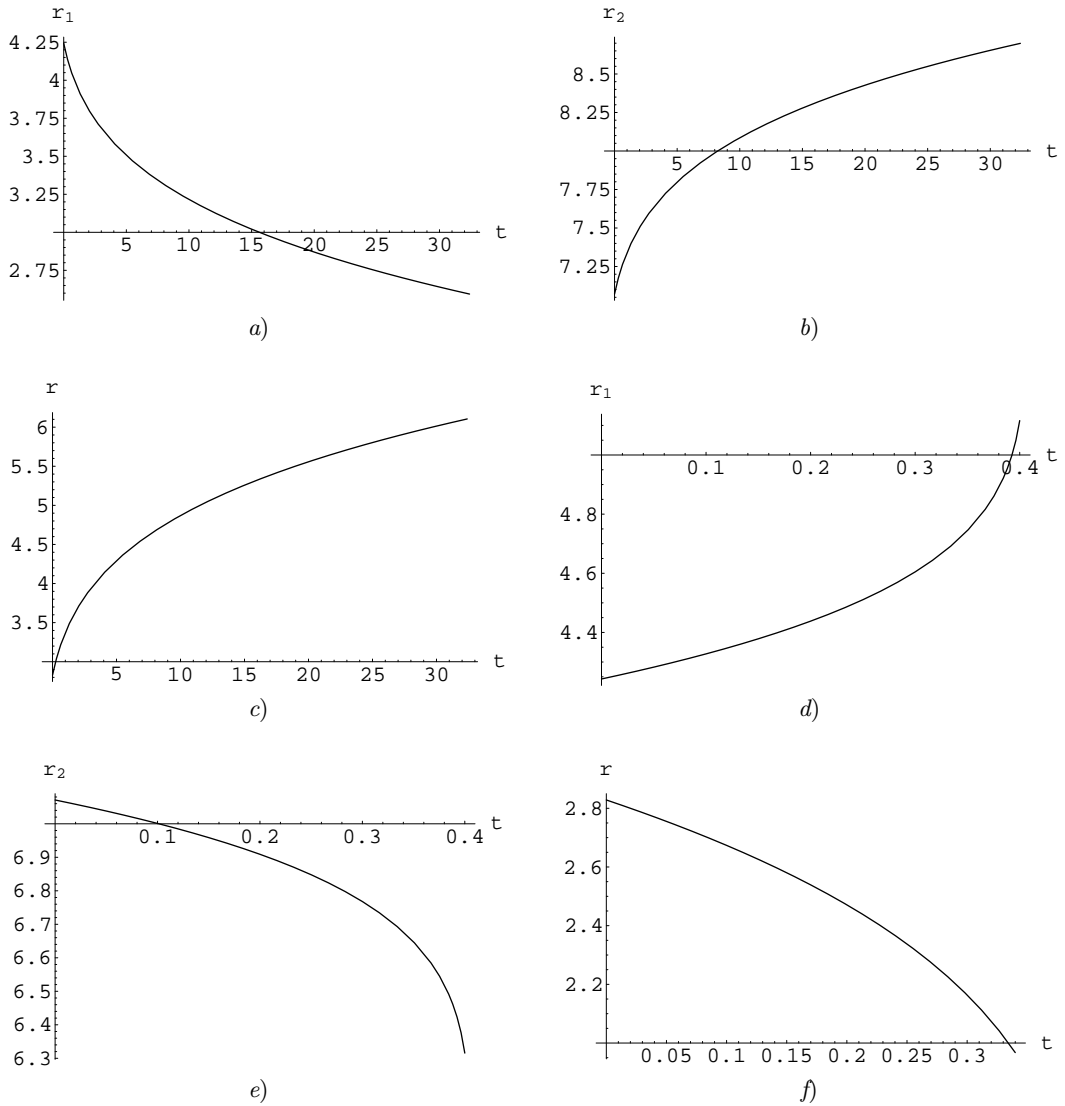 r₁
4.25
4
3.75
3.5
3.25
2.75
5 10 15 20 25 30 t
a)
r₂
8.5
8.25
7.75
7.5
7.25
5 10 15 20 25 30 t
b)
r
6
5.5
5
4.5
4
3.5
5 10 15 20 25 30 t
c)
r₁
0.1 0.2 0.3 0.4 t
4.8
4.6
4.4
d)
r₂
0.1 0.2 0.3 0.4 t
6.9
6.8
6.7
6.6
6.5
6.4
6.3
e)
r
2.8
2.6
2.4
2.2
0.05 0.1 0.15 0.2 0.25 0.3 t
f)